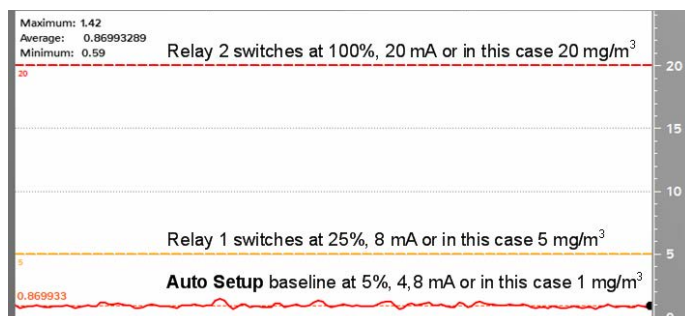 Maximum: 1.42
Average: 0.86993289
Minimum: 0.59
Relay 2 switches at 100%, 20 mA or in this case 20 mg/m³
20
20
15
10
Relay 1 switches at 25%, 8 mA or in this case 5 mg/m³
5
5
Auto Setup baseline at 5%, 4,8 mA or in this case 1 mg/m³
0.869933
0